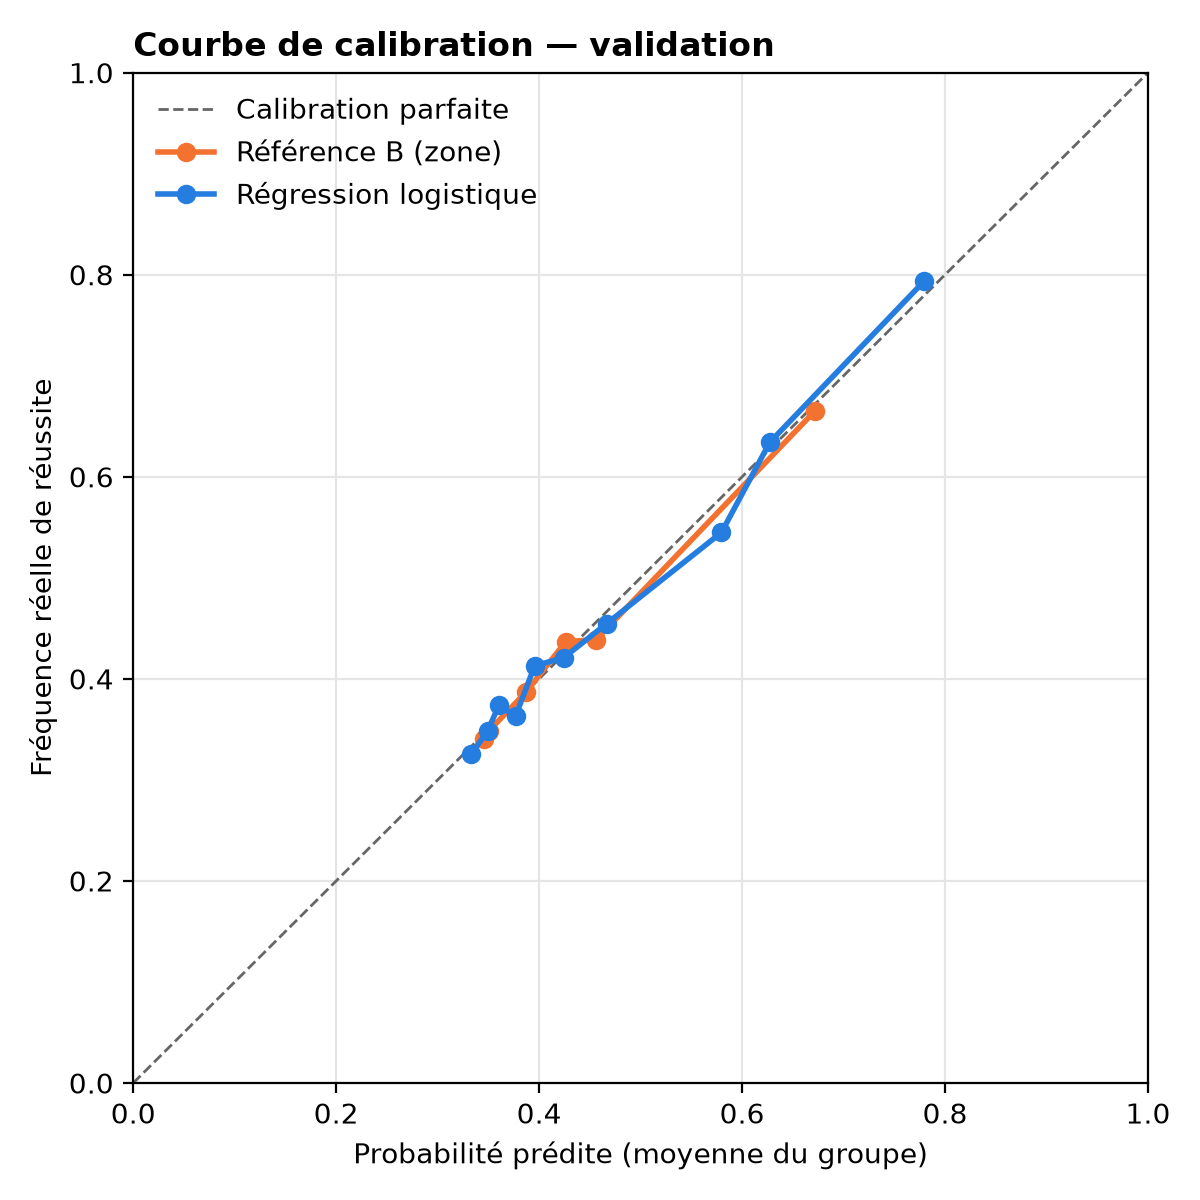 Courbe de calibration — validation
Calibration parfaite
Référence B (zone)
Régression logistique
Fréquence réelle de réussite
1.0
0.8
0.6
0.4
0.2
0.0
0.0 0.2 0.4 0.6 0.8 1.0
Probabilité prédite (moyenne du groupe)